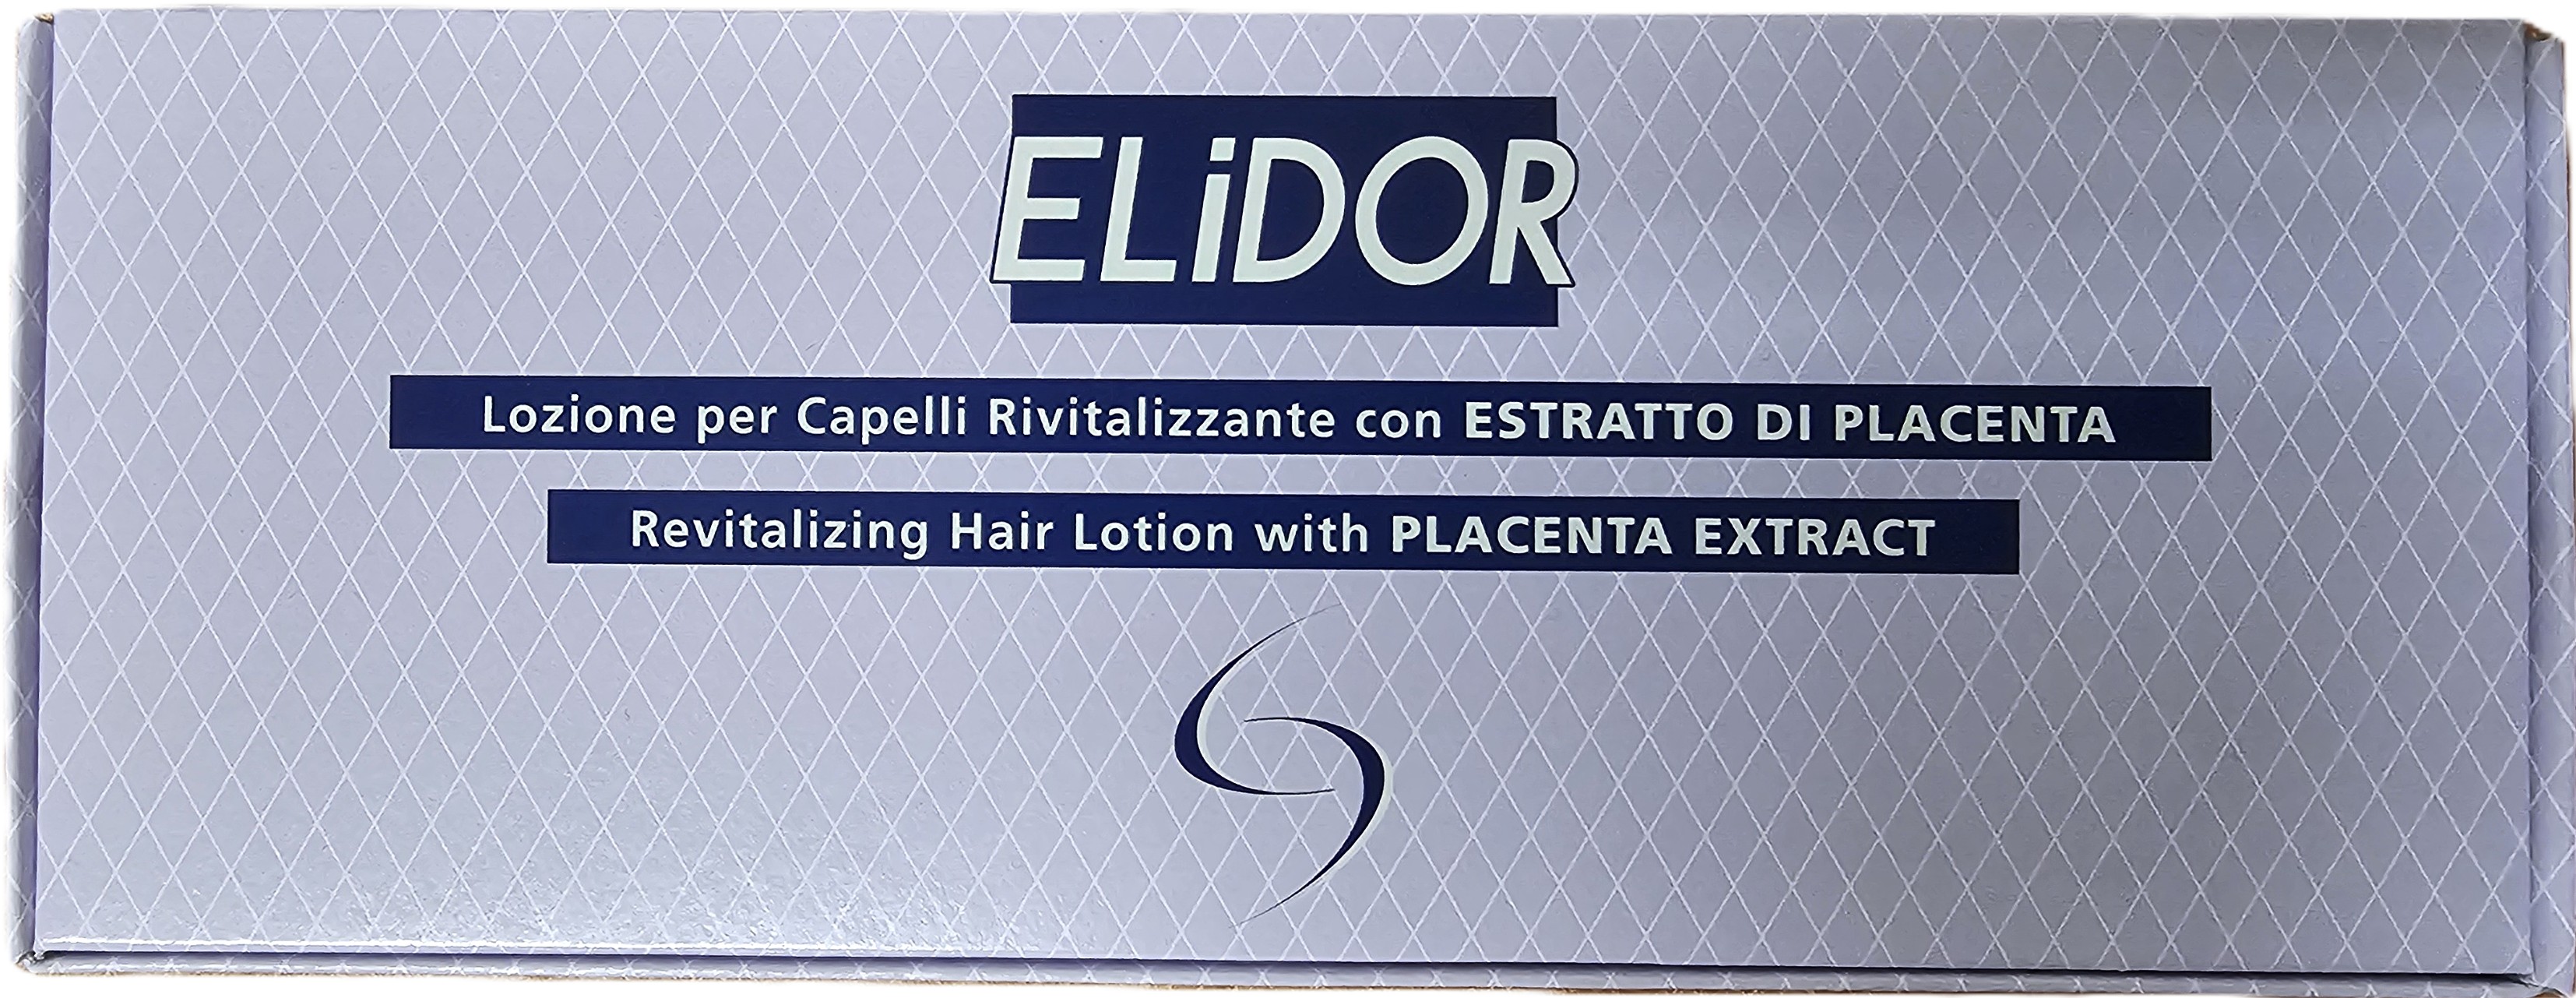 ELiDOR
Lozione per Capelli Rivitalizzante con ESTRATTO DI PLACENTA
Revitalizing Hair Lotion with PLACENTA EXTRACT